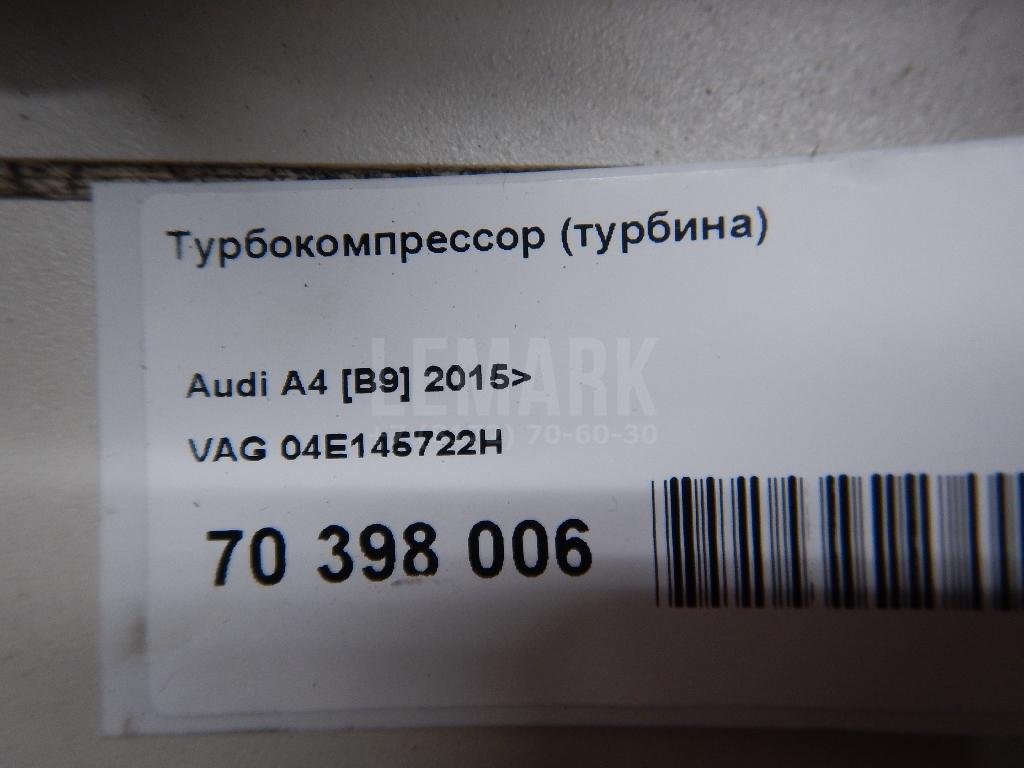 Турбокомпрессор (турбина)
LEMARK
Audi A4 [B9] 2015>
70-60-30
VAG 04E145722H
70 398 006